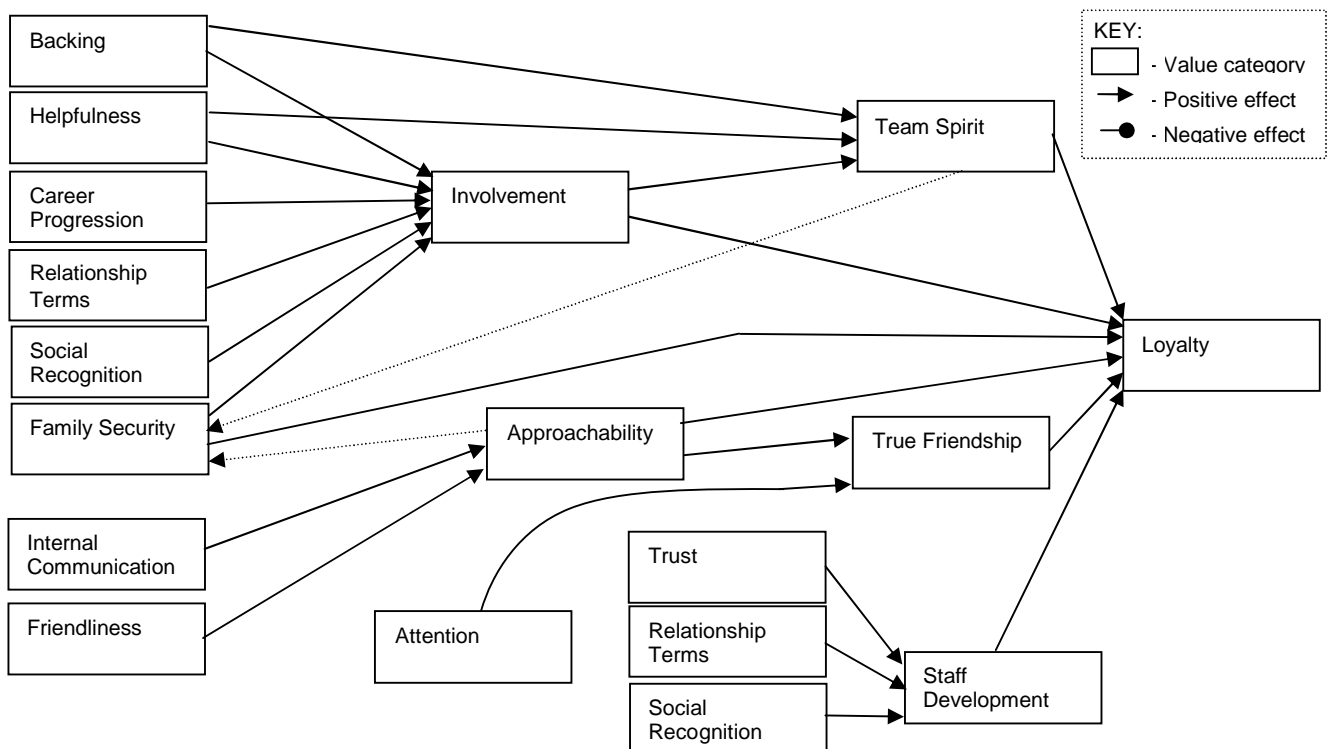 Backing
Helpfulness
Career
Progression
Relationship
Terms
Social
Recognition
Family Security
Internal
Communication
Friendliness
Involvement
Approachability
Attention
Team Spirit
True Friendship
Trust
Relationship
Terms
Social
Recognition
Staff
Development
Loyalty
KEY:
- Value category
- Positive effect
- Negative effect